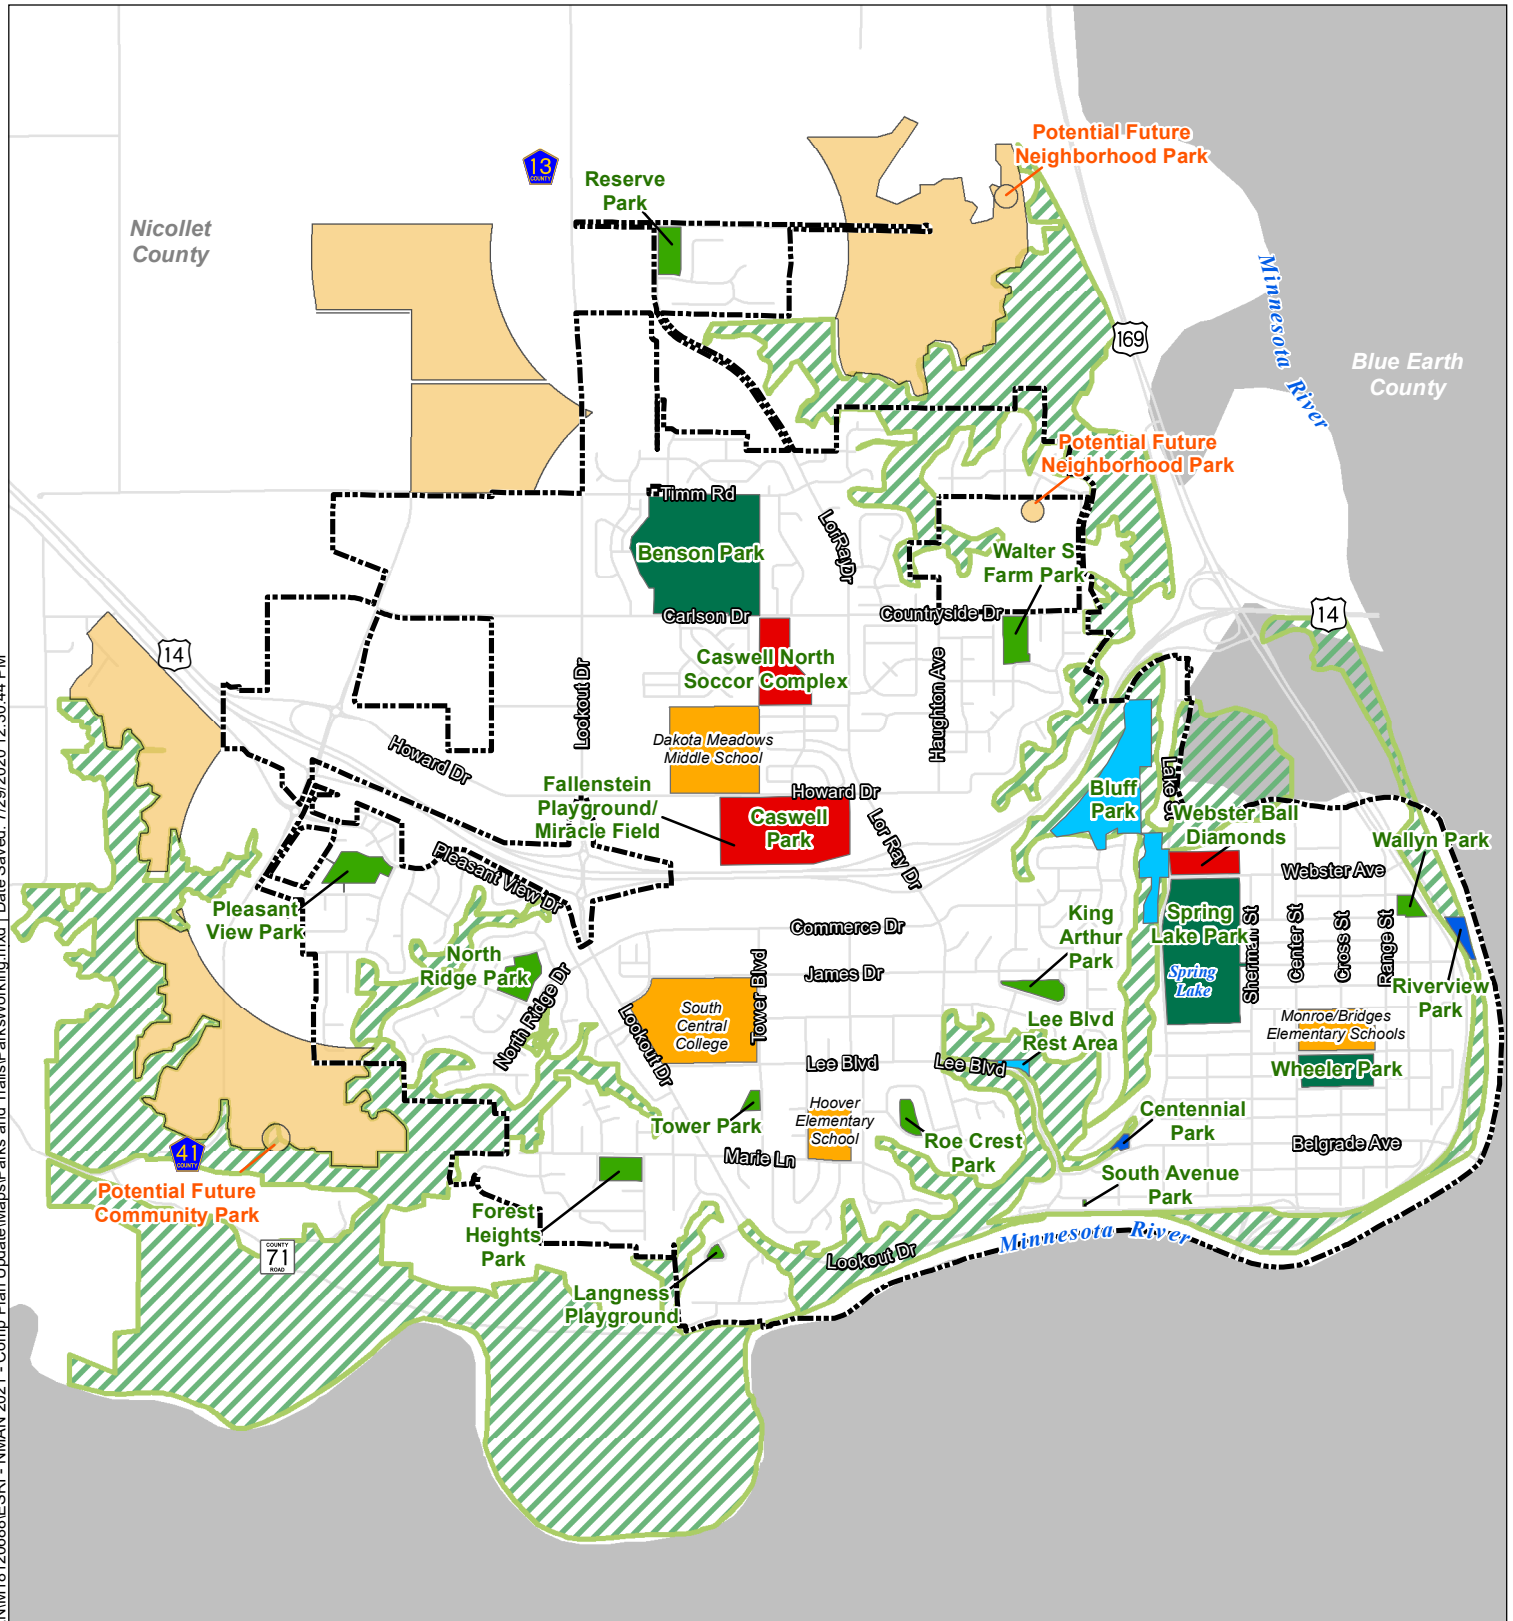 Potential Future
Neighborhood Park
13
COUNTY
Reserve
Park
Nicollet
County
Minnesota River
169
Blue Earth
County
Potential Future
Neighborhood Park
Timm Rd
LorRayDr
Benson Park
Walter S
Farm Park
Carlson Dr
Countryside Dr
14
14
Caswell North
Soccor Complex
Lookout Dr
Haughton Ave
Dakota Meadows
Middle School
Howard Dr
Fallenstein
Playground/
Miracle Field
Howard Dr
Caswell
Park
Lor Ray Dr
Bluff
Park
Lake St
Webster Ball
Diamonds
Wallyn Park
Pleasant View Dr
Webster Ave
Pleasant
View Park
King
Arthur
Park
Spring
Lake Park
Spring
Lake
Sherman St
Center St
Cross St
Range St
Commerce Dr
North
Ridge Park
North Ridge Dr
James Dr
Tower Blvd
Riverview
Park
South
Central
College
Lookout Dr
Lee Blvd
Rest Area
Monroe/Bridges
Elementary Schools
Lee Blvd
Lee Blvd
Wheeler Park
Hoover
Elementary
School
Tower Park
Roe Crest
Park
Centennial
Park
Belgrade Ave
41
COUNTY
Marie Ln
South Avenue
Park
Potential Future
Community Park
Forest
Heights
Park
Minnesota River
COUNTY
71
ROAD
Lookout Dr
Langness
Playground